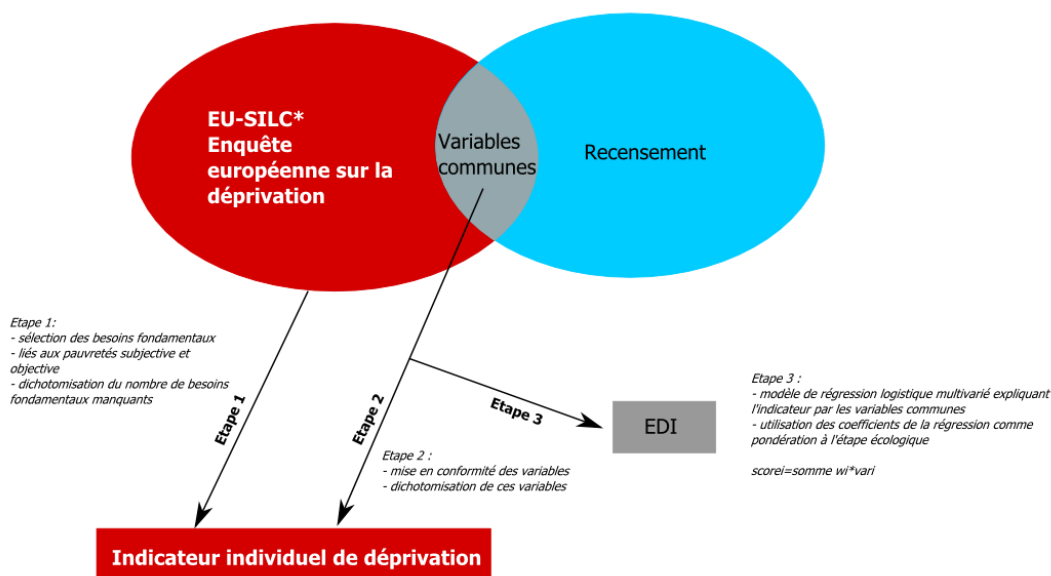 EU-SILC*
Enquête
européenne sur la
déprivation
Variables
communes
Recensement
Etape 1:
- sélection des besoins fondamentaux
- liés aux pauvretés subjective et
objective
- dichotomisation du nombre de besoins
fondamentaux manquants
Etape 1
Etape 2
Etape 3
EDI
Etape 3 :
- modèle de régression logistique multivarié expliquant
l'indicateur par les variables communes
- utilisation des coefficients de la régression comme
pondération à l'étape écologique
scorei=somme wi*vari
Etape 2 :
- mise en conformité des variables
- dichotomisation de ces variables
Indicateur individuel de déprivation